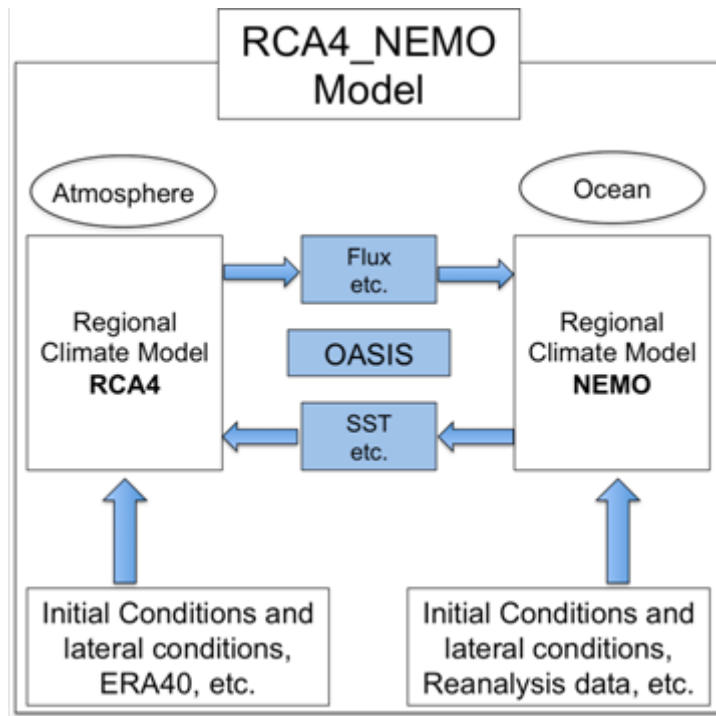 RCA4_NEMO
Model
Atmosphere
Ocean
Regional
Climate Model
RCA4
Flux
etc.
OASIS
SST
etc.
Regional
Climate Model
NEMO
Initial Conditions and
lateral conditions,
ERA40, etc.
Initial Conditions and
lateral conditions,
Reanalysis data, etc.